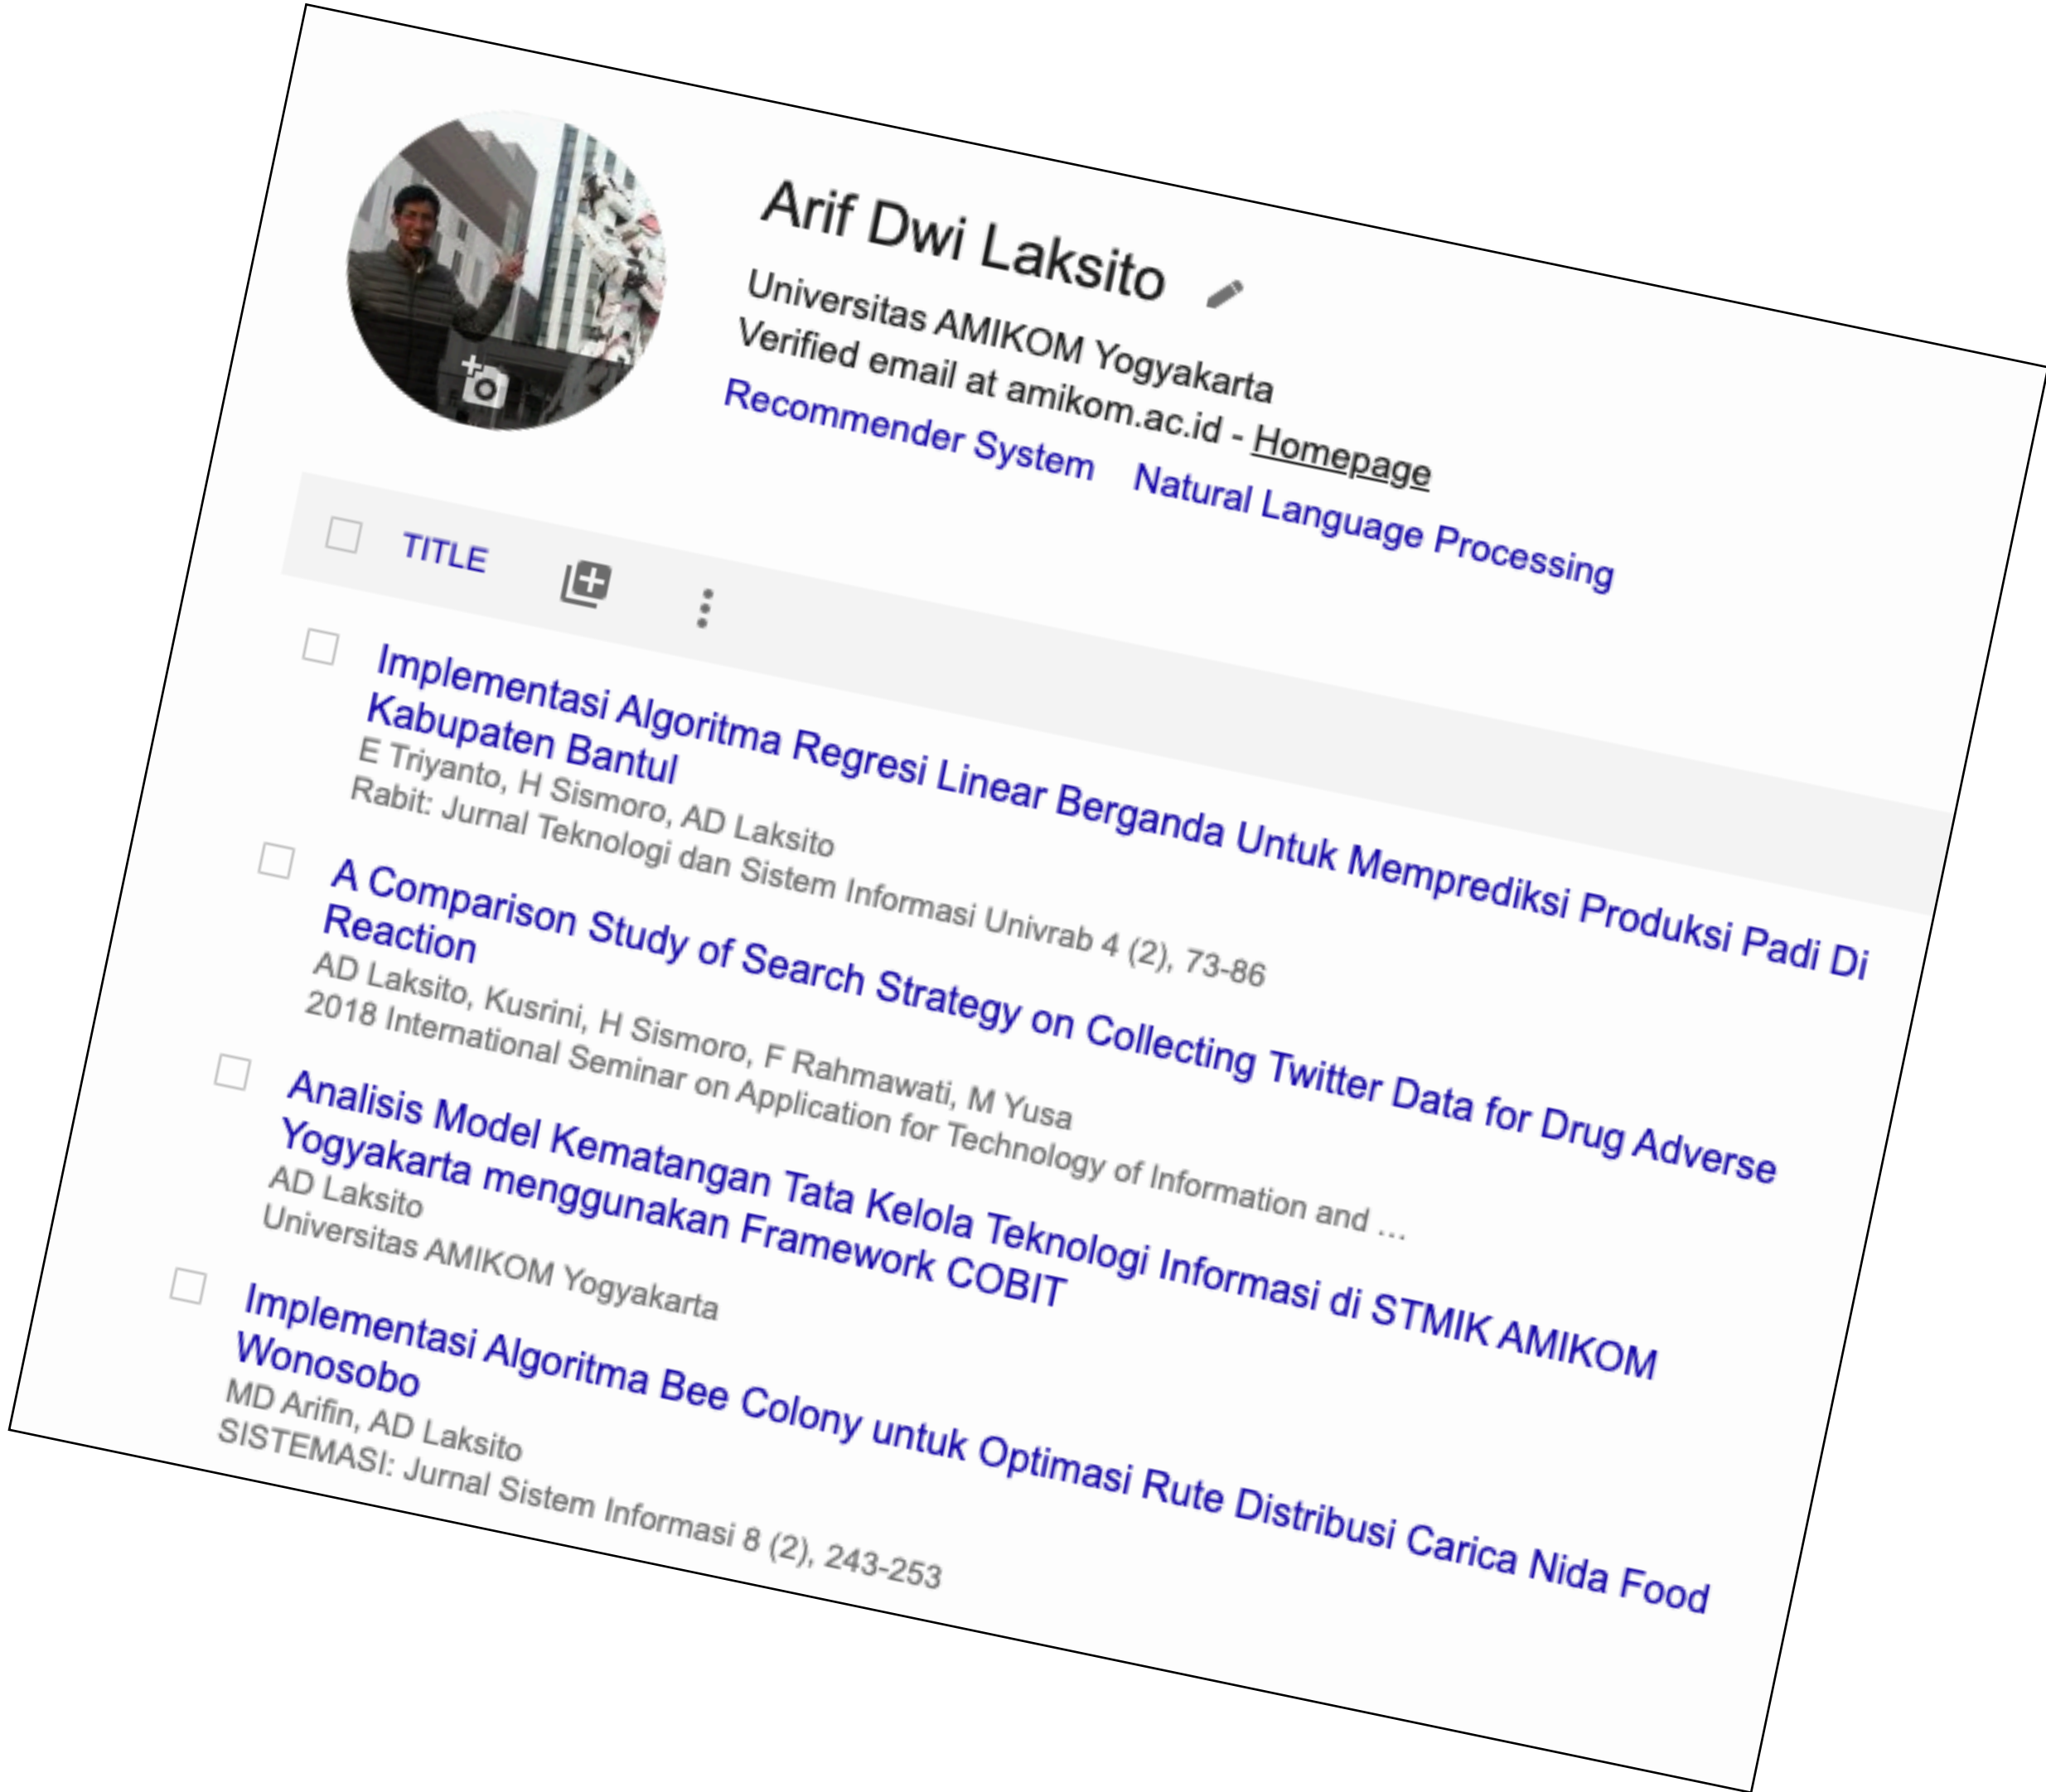 Arif Dwi Laksito
Universitas AMIKOM Yogyakarta
Verified email at amikom.ac.id - Homepage
Recommender System Natural Language Processing
TITLE
Implementasi Algoritma Regresi Linear Berganda Untuk Memprediksi Produksi Padi Di
Kabupaten Bantul
E Triyanto, H Sismoro, AD Laksito
Rabit: Jurnal Teknologi dan Sistem Informasi Univrab 4 (2), 73-86
A Comparison Study of Search Strategy on Collecting Twitter Data for Drug Adverse
Reaction
AD Laksito, Kusrini, H Sismoro, F Rahmawati, M Yusa
2018 International Seminar on Application for Technology of Information and ...
Analisis Model Kematangan Tata Kelola Teknologi Informasi di STMIK AMIKOM
Yogyakarta menggunakan Framework COBIT
AD Laksito
Universitas AMIKOM Yogyakarta
Implementasi Algoritma Bee Colony untuk Optimasi Rute Distribusi Carica Nida Food
Wonosobo
MD Arifin, AD Laksito
SISTEMASI: Jurnal Sistem Informasi 8 (2), 243-253